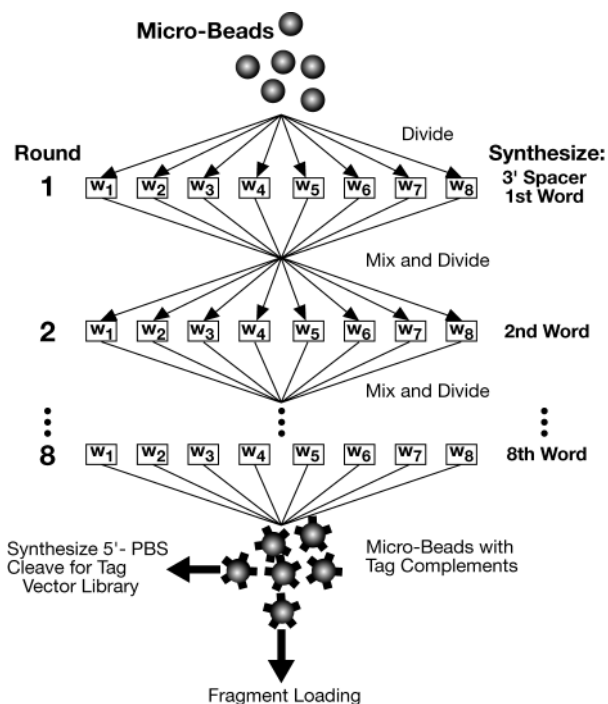 Micro-Beads
Divide
Round
Synthesize:
1
w1 w2 w3 w4 w5 w6 w7 w8
3' Spacer
1st Word
Mix and Divide
2
w1 w2 w3 w4 w5 w6 w7 w8
2nd Word
Mix and Divide
8
w1 w2 w3 w4 w5 w6 w7 w8
8th Word
Synthesize 5'- PBS
Cleave for Tag
Vector Library
Micro-Beads with
Tag Complements
Fragment Loading